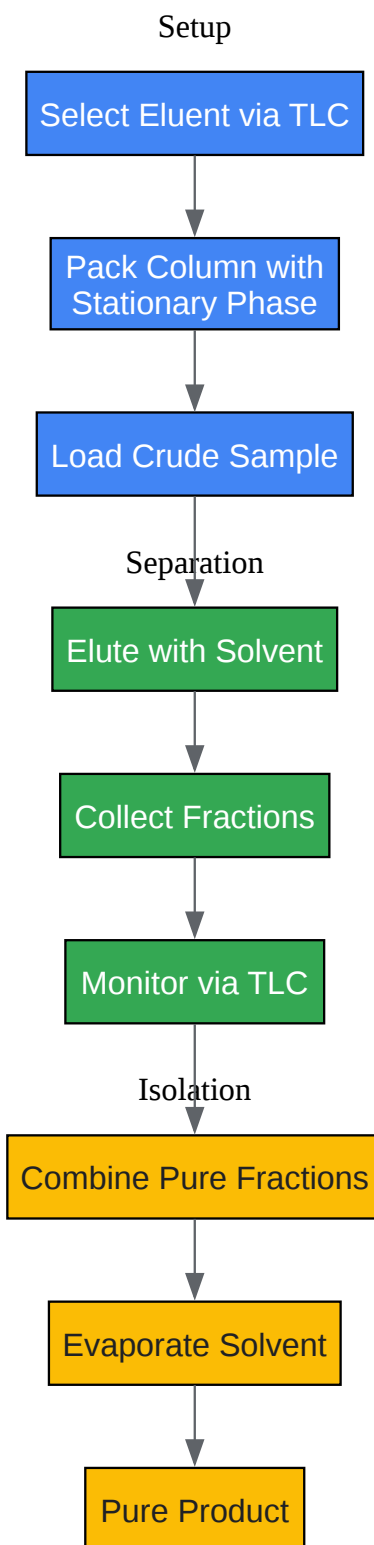 Setup
Select Eluent via TLC
Pack Column with
Stationary Phase
Load Crude Sample
Separation
Elute with Solvent
Collect Fractions
Monitor via TLC
Isolation
Combine Pure Fractions
Evaporate Solvent
Pure Product